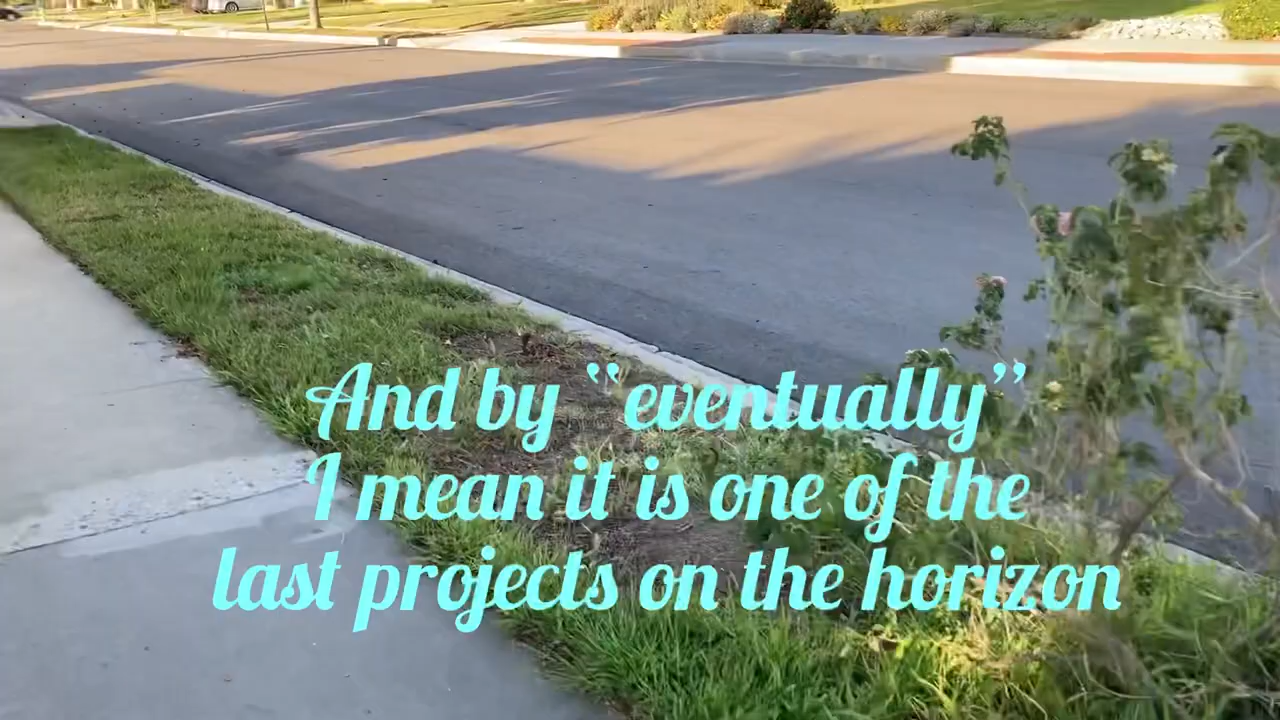 And by “eventually”
I mean it is one of the
last projects on the horizon